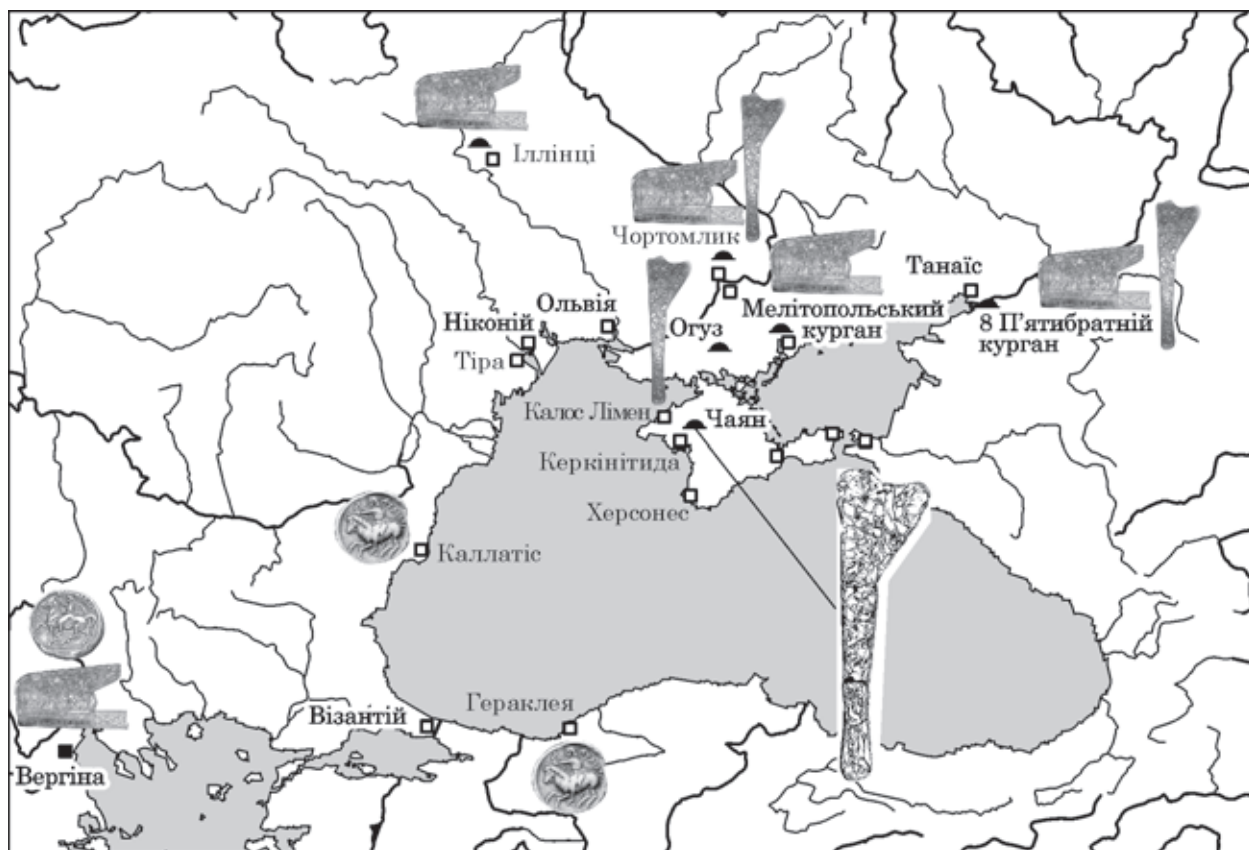 Іллінці
Чортомлик
Танаїс
Ольвія
Мелітопольський
курган
8 П'ятибратній
курган
Ніконій
Огуз
Тіра
Калос Лімен
Чаян
Керкінітида
Херсонес
Каллатіс
Гераклея
Візантій
Вергіна